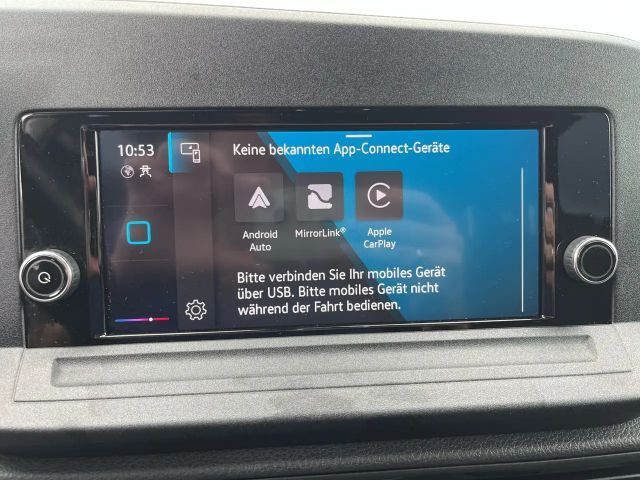 10:53
Keine bekannten App-Connect-Geräte
Android
Auto
MirrorLink®
Apple
CarPlay
Bitte verbinden Sie Ihr mobiles Gerät
über USB. Bitte mobiles Gerät nicht
während der Fahrt bedienen.